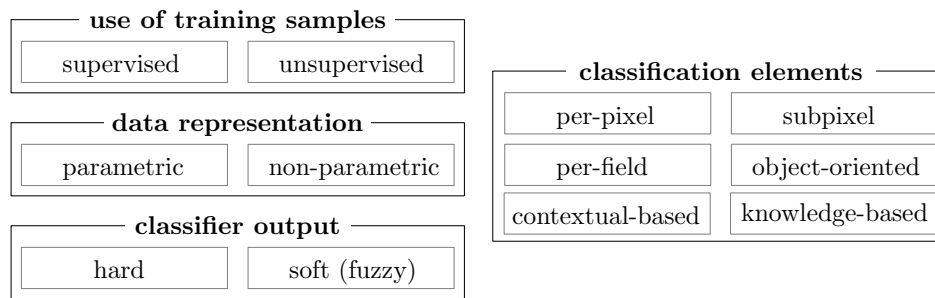 use of training samples
supervised unsupervised
data representation
parametric non-parametric
classifier output
hard soft (fuzzy)
classification elements
per-pixel subpixel
per-field object-oriented
contextual-based knowledge-based